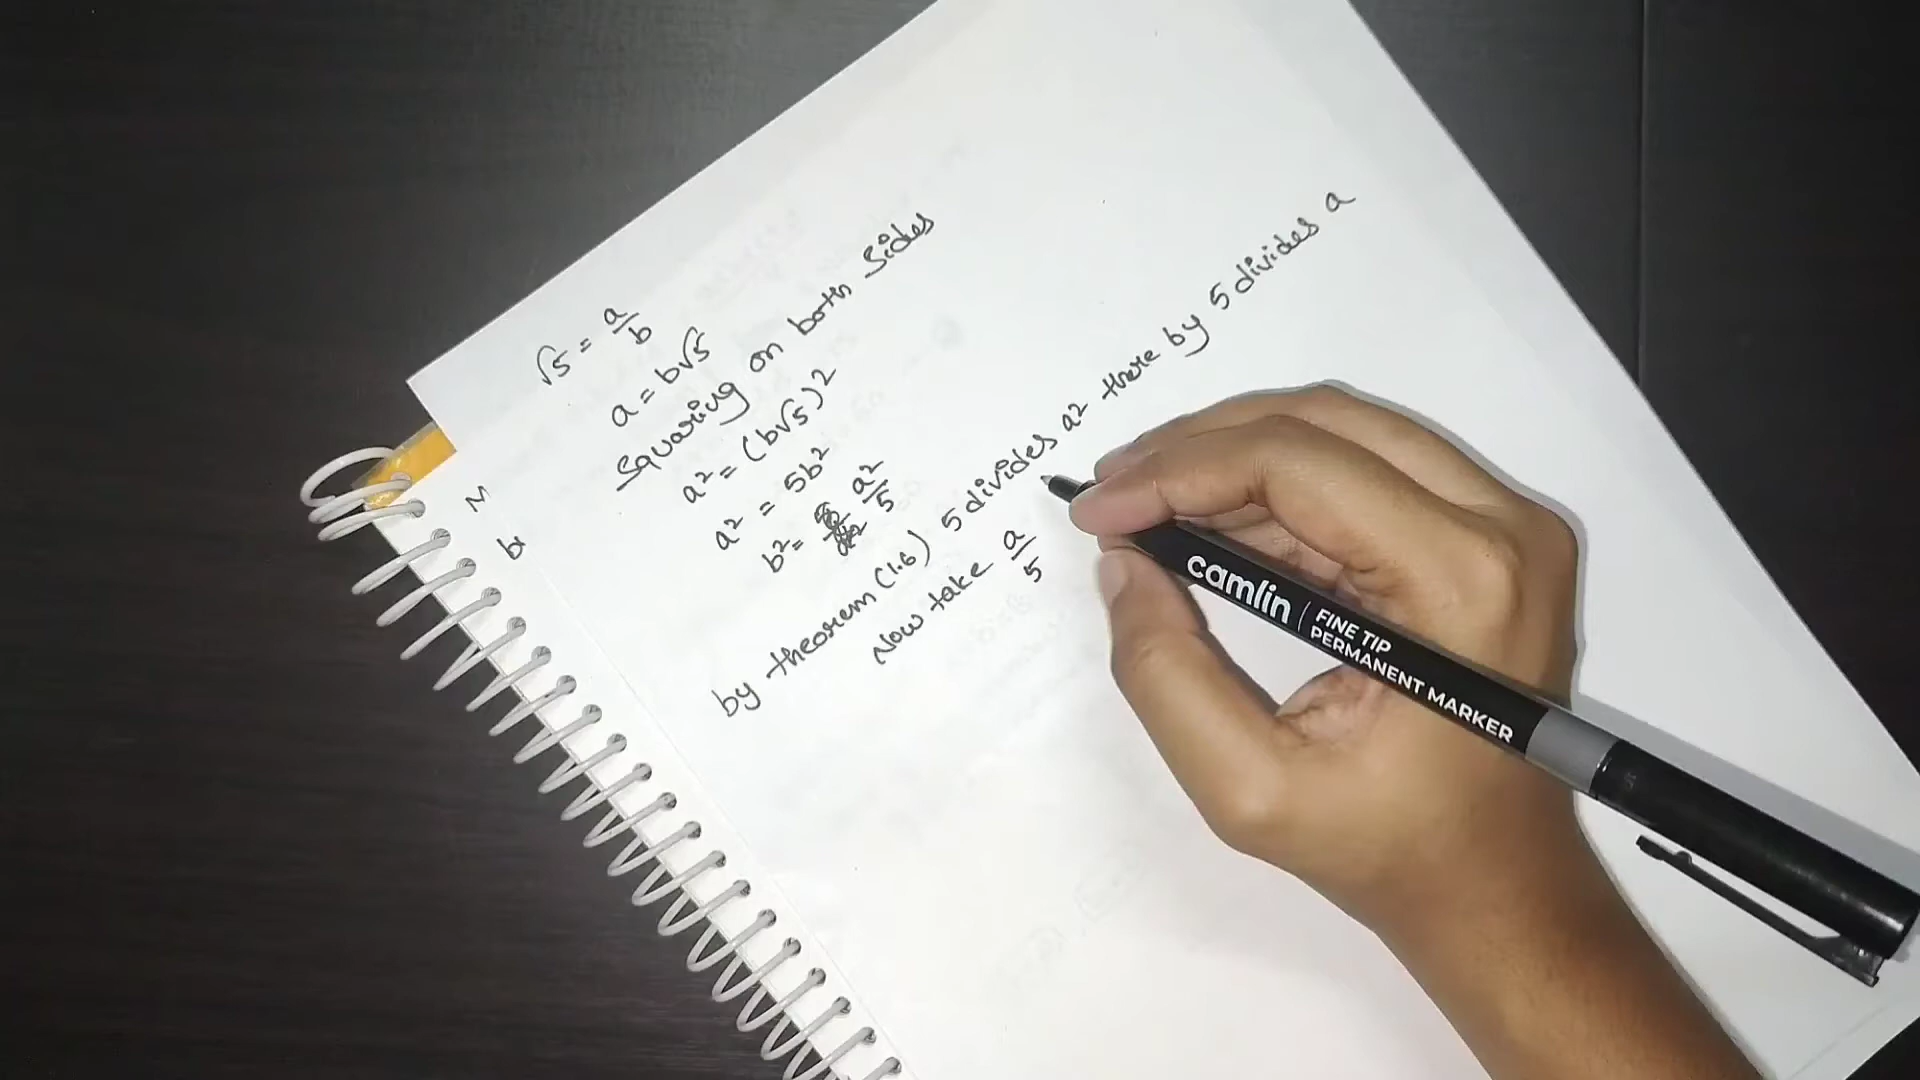 √5 = a/b
a = b√5
Squaring on both Sides
a² = (b√5)²
a² = 5b²
b² = a²/5
by theorem (1.6) 5 divides a² there by 5 divides a
Now take a/5
camlin
FINE TIP
PERMANENT MARKER